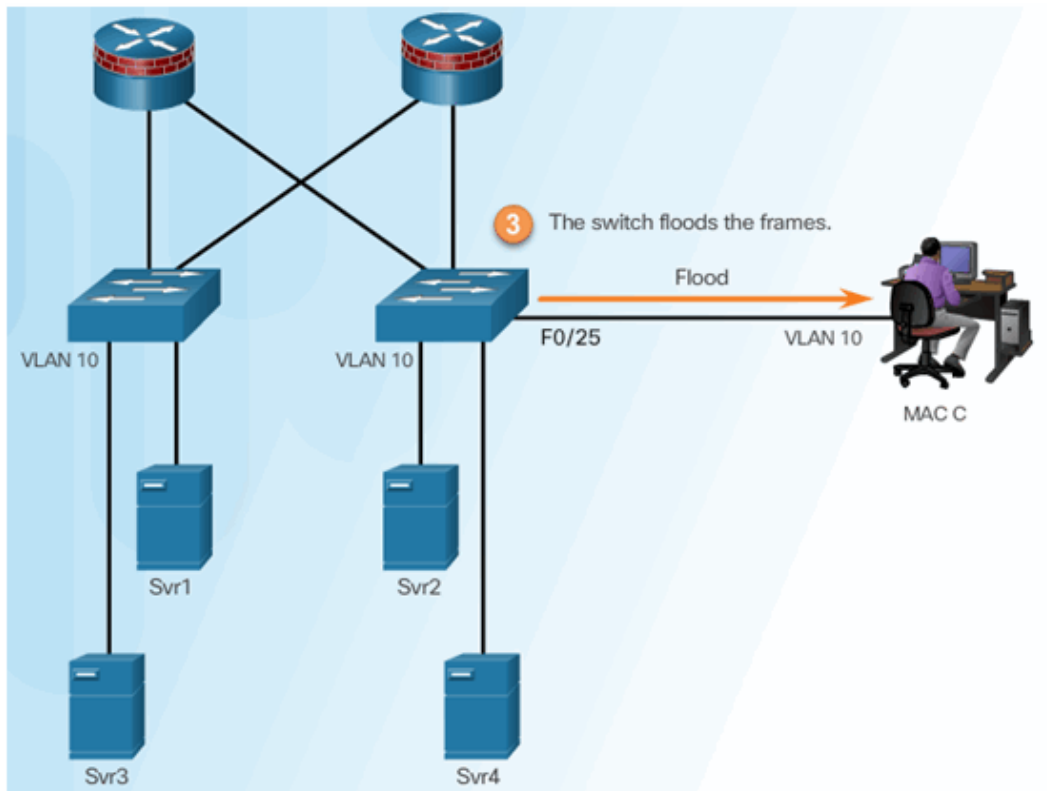 3
The switch floods the frames.
Flood
VLAN 10
VLAN 10
F0/25
VLAN 10
MAC C
Svr1
Svr2
Svr3
Svr4